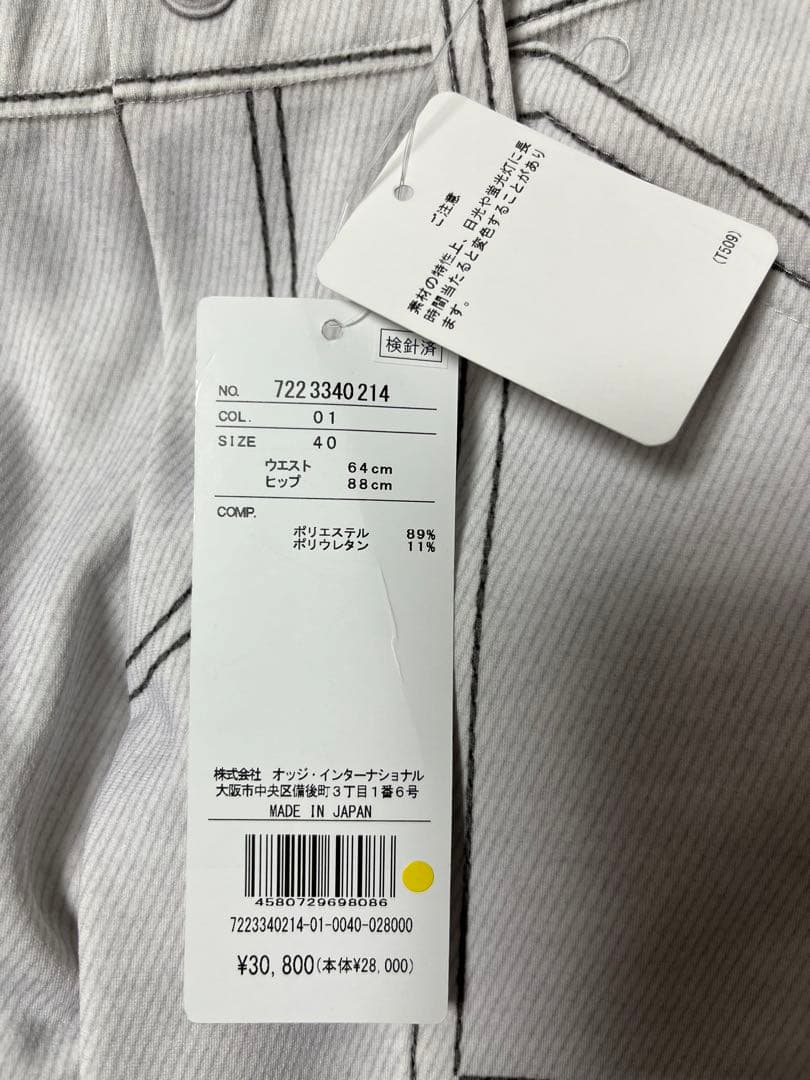 ご注意
素材の特性上、日光や蛍光灯に長
時間当たると変色することがあり
ます。
(T509)
検針済
NO. 7223340214
COL. 01
SIZE 40
ウエスト 64cm
ヒップ 88cm
COMP.
ポリエステル 89%
ポリウレタン 11%
株式会社 オッジ・インターナショナル
大阪市中央区備後町3丁目1番6号
MADE IN JAPAN
4580729698086
7223340214-01-0040-028000
¥30,800(本体¥28,000)